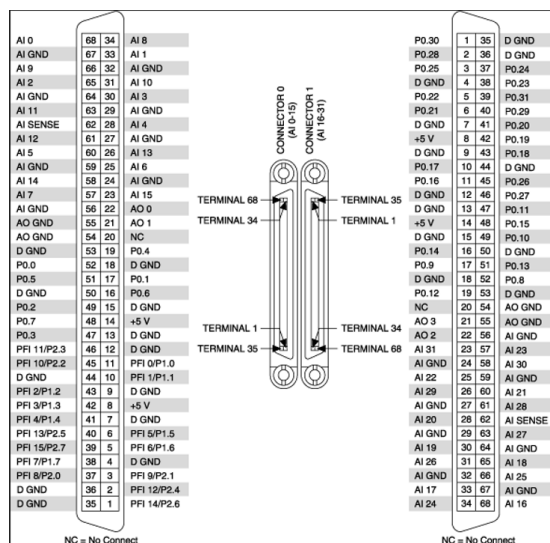 AI 0 68 34 AI 8
AI GND 67 33 AI 1
AI 9 66 32 AI GND
AI 2 65 31 AI 10
AI GND 64 30 AI 3
AI 11 63 29 AI GND
AI SENSE 62 28 AI 4
AI 12 61 27 AI GND
AI 5 60 26 AI 13
AI GND 59 25 AI 6
AI 14 58 24 AI GND
AI 7 57 23 AI 15
AI GND 56 22 AO 0
AO GND 55 21 AO 1
AO GND 54 20 NC
D GND 53 19 P0.4
P0.0 52 18 D GND
P0.5 51 17 P0.1
D GND 50 16 P0.6
P0.2 49 15 D GND
P0.7 48 14 +5 V
P0.3 47 13 D GND
PFI 11/P2.3 46 12 D GND
PFI 10/P2.2 45 11 PFI 0/P1.0
D GND 44 10 PFI 1/P1.1
PFI 2/P1.2 43 9 D GND
PFI 3/P1.3 42 8 +5 V
PFI 4/P1.4 41 7 D GND
PFI 13/P2.5 40 6 PFI 5/P1.5
PFI 15/P2.7 39 5 PFI 6/P1.6
PFI 7/P1.7 38 4 D GND
PFI 8/P2.0 37 3 PFI 9/P2.1
D GND 36 2 PFI 12/P2.4
D GND 35 1 PFI 14/P2.6
NC = No Connect
CONNECTOR 0
(AI 0-15)
CONNECTOR 1
(AI 16-31)
TERMINAL 68
TERMINAL 35
TERMINAL 34
TERMINAL 1
TERMINAL 1
TERMINAL 34
TERMINAL 35
TERMINAL 68
P0.30 1 35 D GND
P0.28 2 36 D GND
P0.25 3 37 P0.24
D GND 4 38 P0.23
P0.22 5 39 P0.31
P0.21 6 40 P0.29
D GND 7 41 P0.20
+5 V 8 42 P0.19
D GND 9 43 P0.18
P0.17 10 44 D GND
P0.16 11 45 P0.26
D GND 12 46 P0.27
D GND 13 47 P0.11
+5 V 14 48 P0.15
D GND 15 49 P0.10
P0.14 16 50 D GND
P0.9 17 51 P0.13
D GND 18 52 P0.8
P0.12 19 53 D GND
NC 20 54 AO GND
AO 3 21 55 AO GND
AO 2 22 56 AI GND
AI 31 23 57 AI 23
AI GND 24 58 AI 30
AI 22 25 59 AI GND
AI 29 26 60 AI 21
AI GND 27 61 AI 28
AI 20 28 62 AI SENSE
AI GND 29 63 AI 27
AI 19 30 64 AI GND
AI 26 31 65 AI 18
AI GND 32 66 AI 25
AI 17 33 67 AI GND
AI 24 34 68 AI 16
NC = No Connect